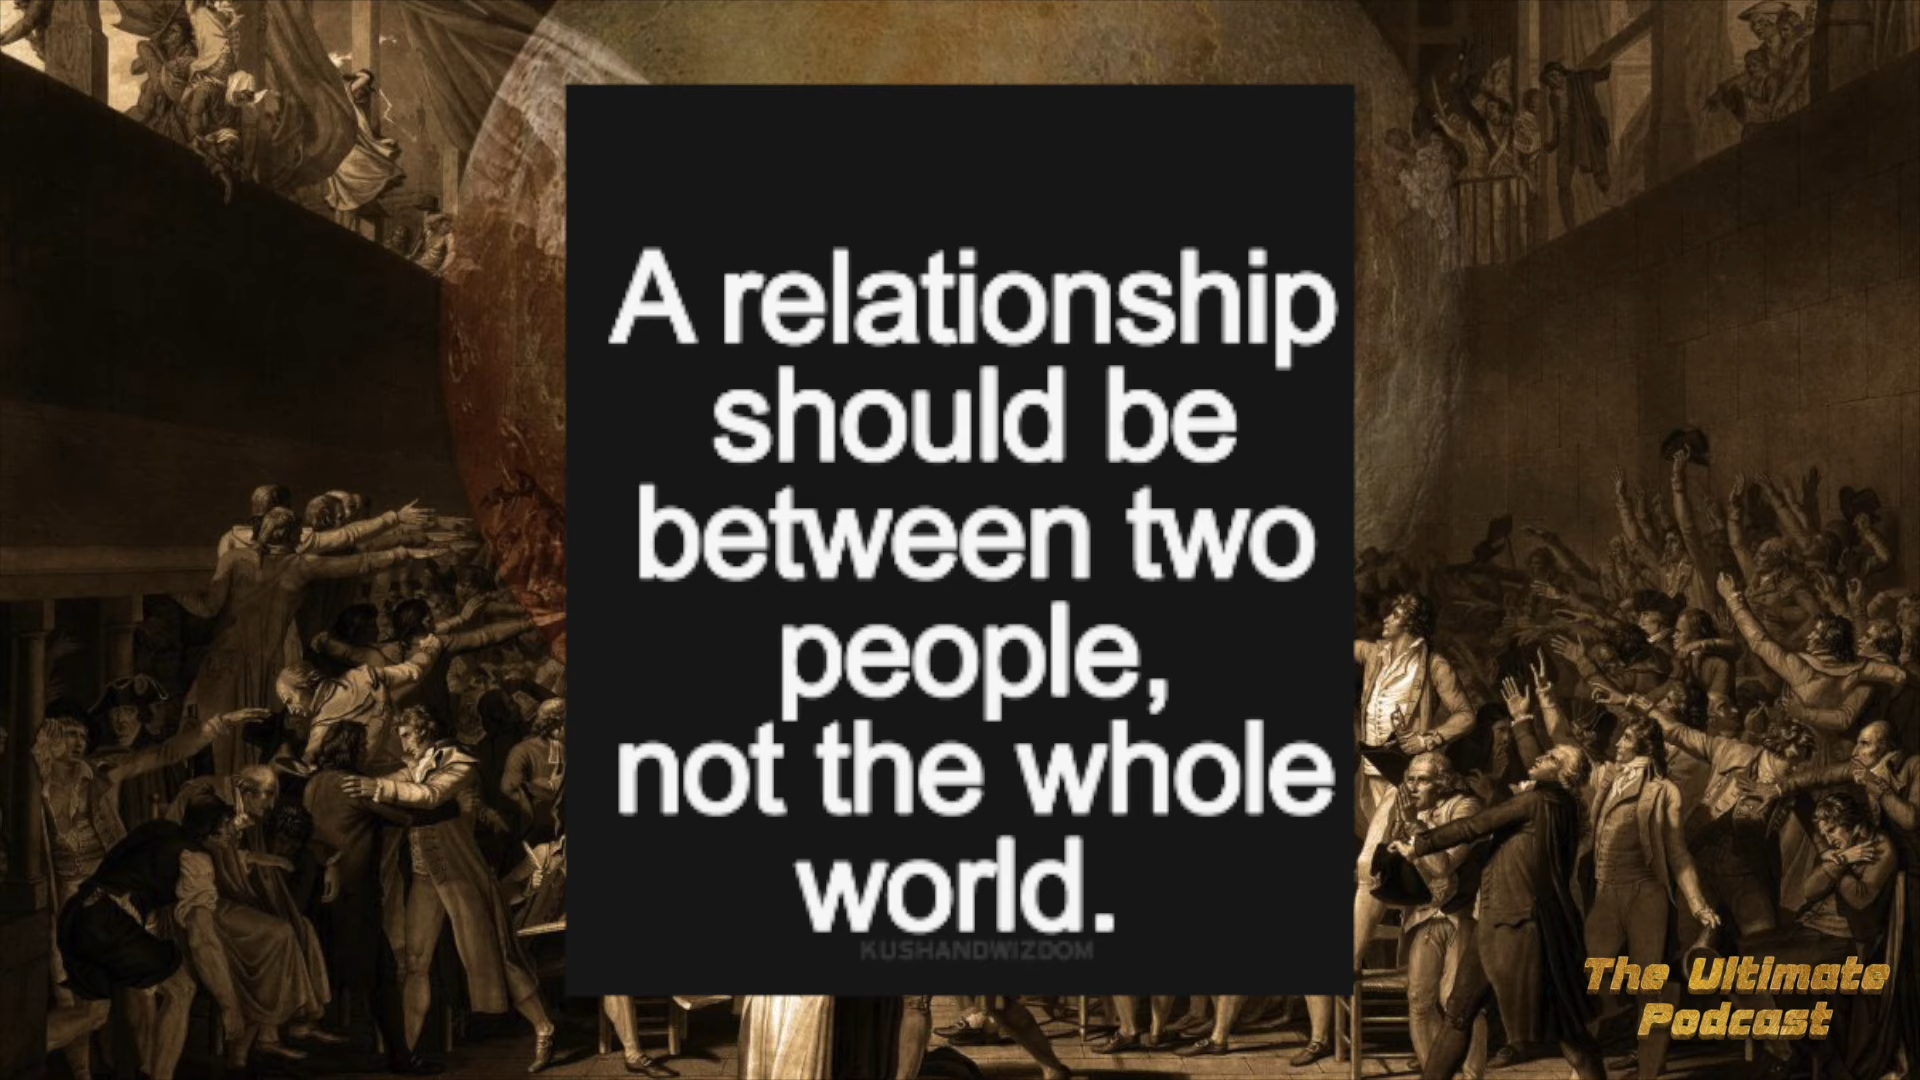 A relationship
should be
between two
people,
not the whole
world.
KUSHANDWIZDOM
The Ultimate
Podcast